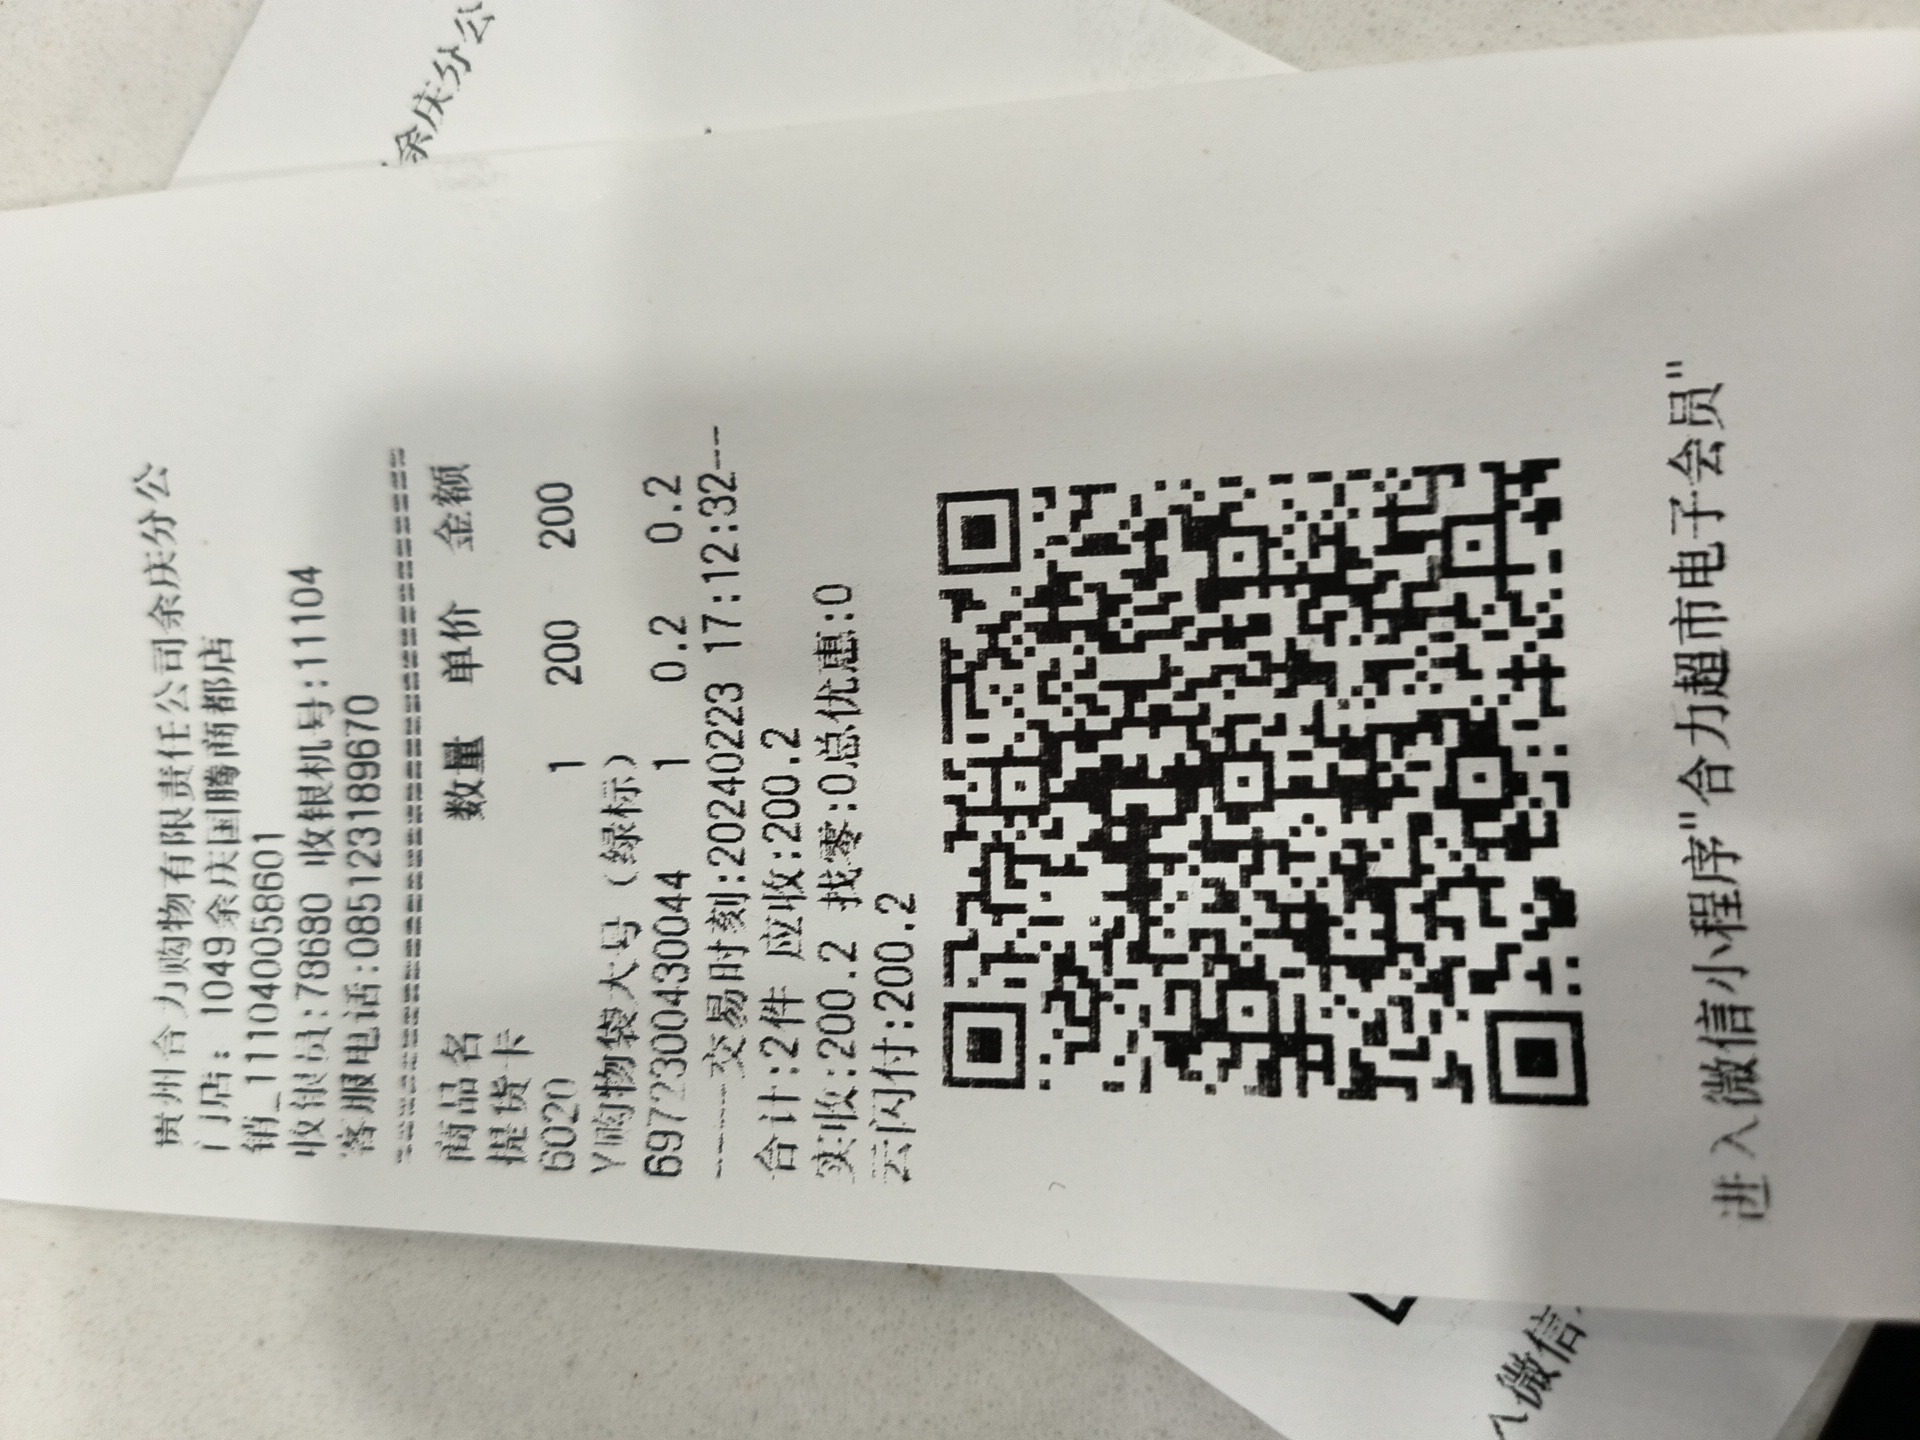 贵州合力购物有限责任公司余庆分公
门店: 1049余庆国腾商都店
销_111040058601
收银员:78680 收银机号:11104
客服电话:085123189670
商品名 数量 单价 金额
提货卡
6020 1 200 200
Y购物袋大号（绿标）
6972300430044 1 0.2 0.2
------交易时刻:20240223 17:12:32---
合计:2件 应收:200.2
实收:200.2 找零:0总优惠:0
云闪付:200.2
进入微信小程序"合力超市电子会员"
余庆分公
入微信